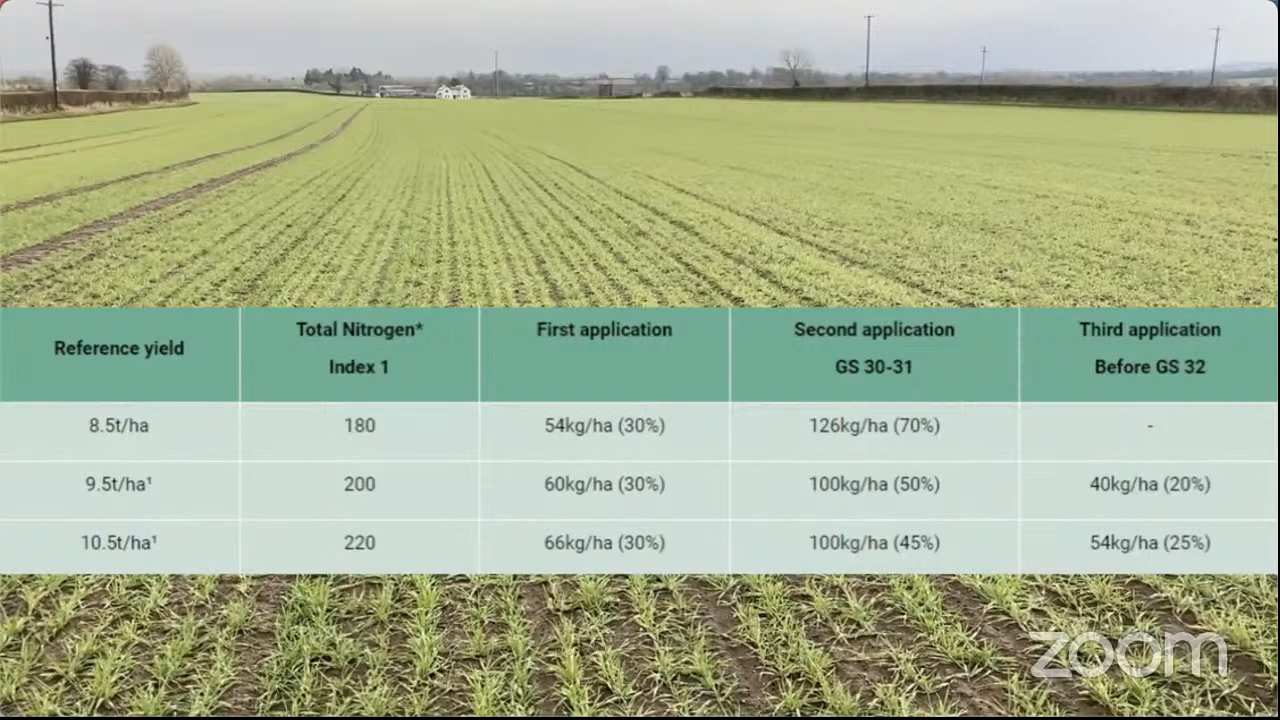 Reference yield
Total Nitrogen*
Index 1
First application
Second application
GS 30-31
Third application
Before GS 32
8.5t/ha 180 54kg/ha (30%) 126kg/ha (70%) -
9.5t/ha¹ 200 60kg/ha (30%) 100kg/ha (50%) 40kg/ha (20%)
10.5t/ha¹ 220 66kg/ha (30%) 100kg/ha (45%) 54kg/ha (25%)
zoom